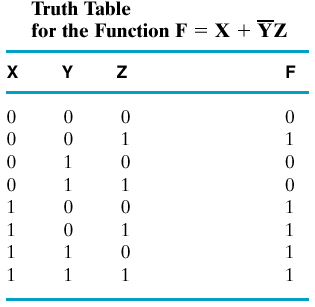 Truth Table
for the Function F = X + Y̅Z
X Y Z F
0 0 0 0
0 0 1 1
0 1 0 0
0 1 1 0
1 0 0 1
1 0 1 1
1 1 0 1
1 1 1 1